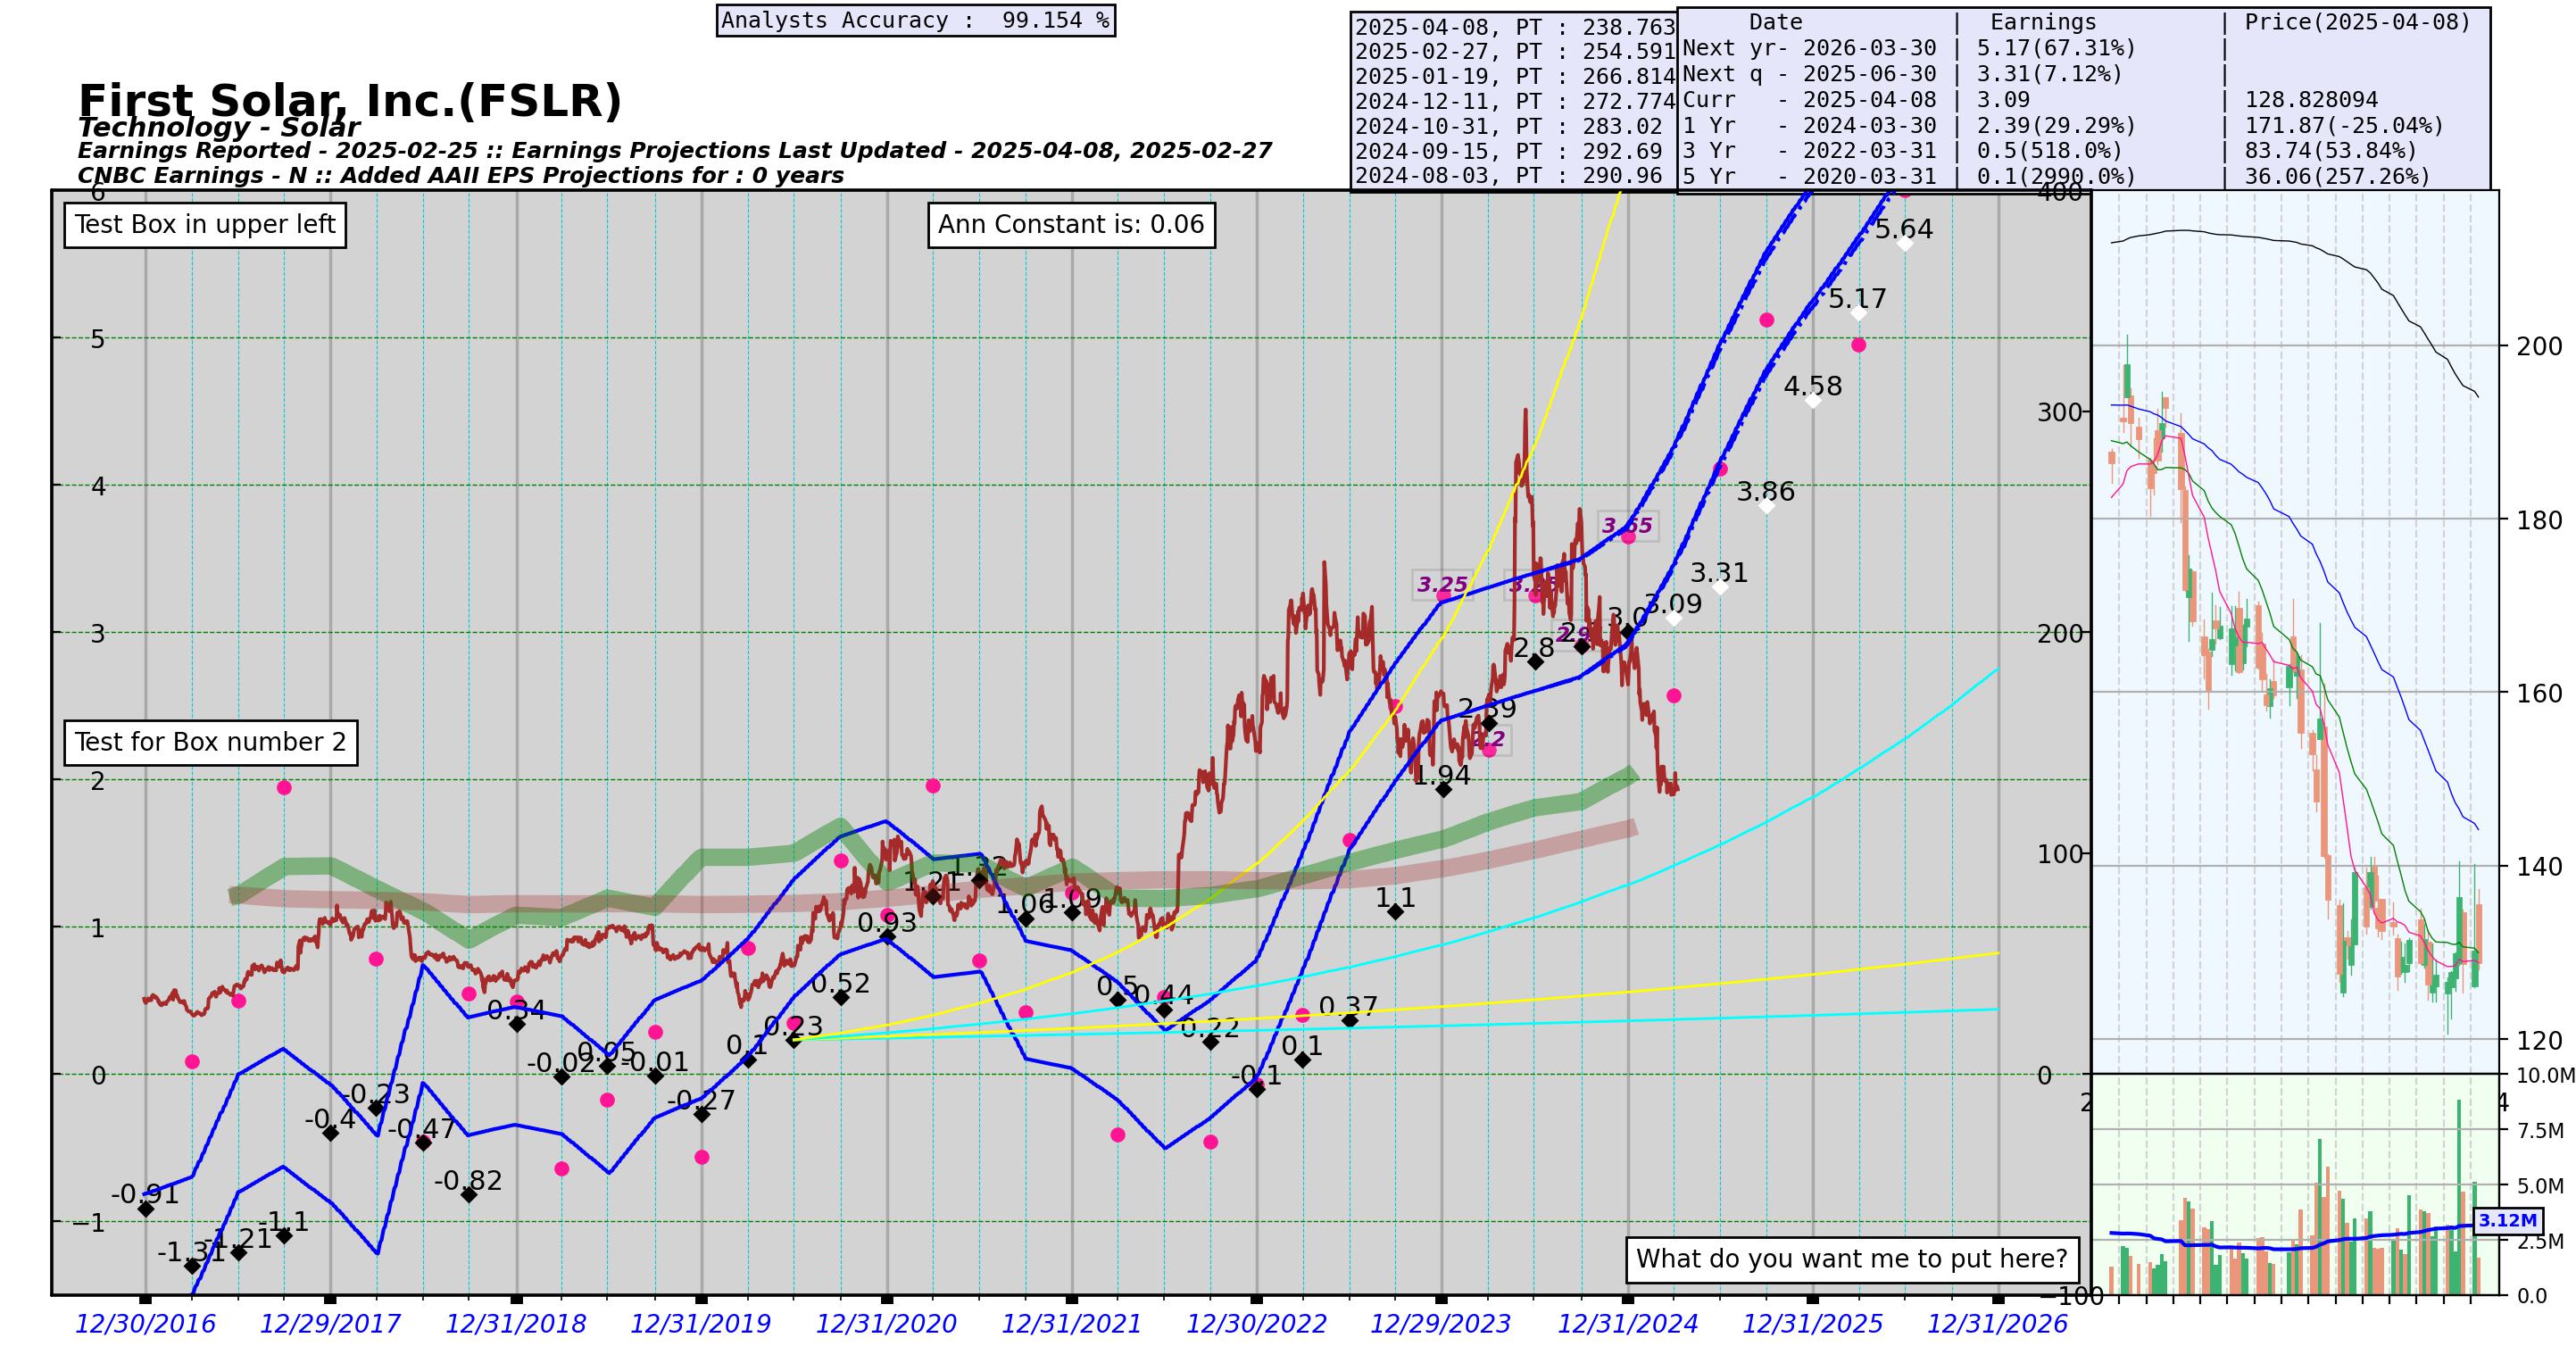 Analysts Accuracy :  99.154 %
2025-04-08, PT : 238.763
2025-02-27, PT : 254.591
2025-01-19, PT : 266.814
2024-12-11, PT : 272.774
2024-10-31, PT : 283.02
2024-09-15, PT : 292.69
2024-08-03, PT : 290.96
Date | Earnings | Price(2025-04-08)
Next yr- 2026-03-30 | 5.17(67.31%) |
Next q - 2025-06-30 | 3.31(7.12%) |
Curr - 2025-04-08 | 3.09 | 128.828094
1 Yr - 2024-03-30 | 2.39(29.29%) | 171.87(-25.04%)
3 Yr - 2022-03-31 | 0.5(518.0%) | 83.74(53.84%)
5 Yr - 2020-03-31 | 0.1(2990.0%) | 36.06(257.26%)
First Solar, Inc.(FSLR)
Technology - Solar
Earnings Reported - 2025-02-25 :: Earnings Projections Last Updated - 2025-04-08, 2025-02-27
CNBC Earnings - N :: Added AAII EPS Projections for : 0 years
Test Box in upper left
Ann Constant is: 0.06
Test for Box number 2
What do you want me to put here?
6
5
4
3
2
1
0
−1
-0.91
-1.31
-1.21
-1.1
-0.4
-0.23
-0.47
-0.82
0.34
-0.02
0.05
-0.01
-0.27
0.1
0.23
0.52
0.93
1.21
1.32
1.06
1.09
0.5
0.44
0.22
-0.1
0.1
0.37
1.1
1.94
2.39
2.8
3.0
3.09
3.31
3.86
4.58
5.17
5.64
3.25
2.2
3.65
400
300
200
100
0
−100
200
180
160
140
120
10.0M
7.5M
5.0M
3.12M
2.5M
0.0
12/30/2016
12/29/2017
12/31/2018
12/31/2019
12/31/2020
12/31/2021
12/30/2022
12/29/2023
12/31/2024
12/31/2025
12/31/2026